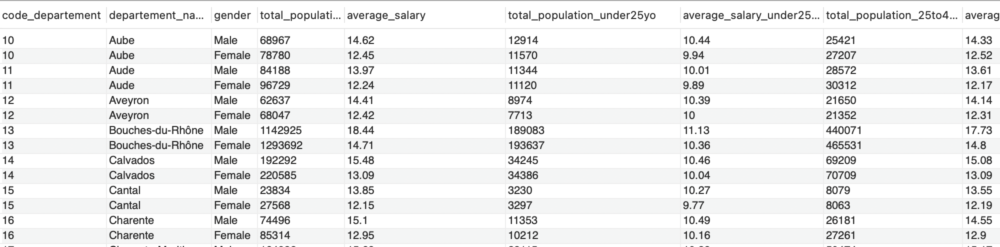 code_departement departement_na... gender total_populati... average_salary total_population_under25yo average_salary_under25... total_population_25to4... averag
10 Aube Male 68967 14.62 12914 10.44 25421 14.33
10 Aube Female 78780 12.45 11570 9.94 27207 12.52
11 Aude Male 84188 13.97 11344 10.01 28572 13.61
11 Aude Female 96729 12.24 11120 9.89 30312 12.17
12 Aveyron Male 62637 14.41 8974 10.39 21650 14.14
12 Aveyron Female 68047 12.42 7713 10 21352 12.31
13 Bouches-du-Rhône Male 1142925 18.44 189083 11.13 440071 17.73
13 Bouches-du-Rhône Female 1293692 14.71 193637 10.36 465531 14.8
14 Calvados Male 192292 15.48 34245 10.46 69209 15.08
14 Calvados Female 220585 13.09 34386 10.04 70709 13.09
15 Cantal Male 23834 13.85 3230 10.27 8079 13.55
15 Cantal Female 27568 12.15 3297 9.77 8063 12.19
16 Charente Male 74496 15.1 11353 10.49 26181 14.55
16 Charente Female 85314 12.95 10212 10.16 27261 12.9